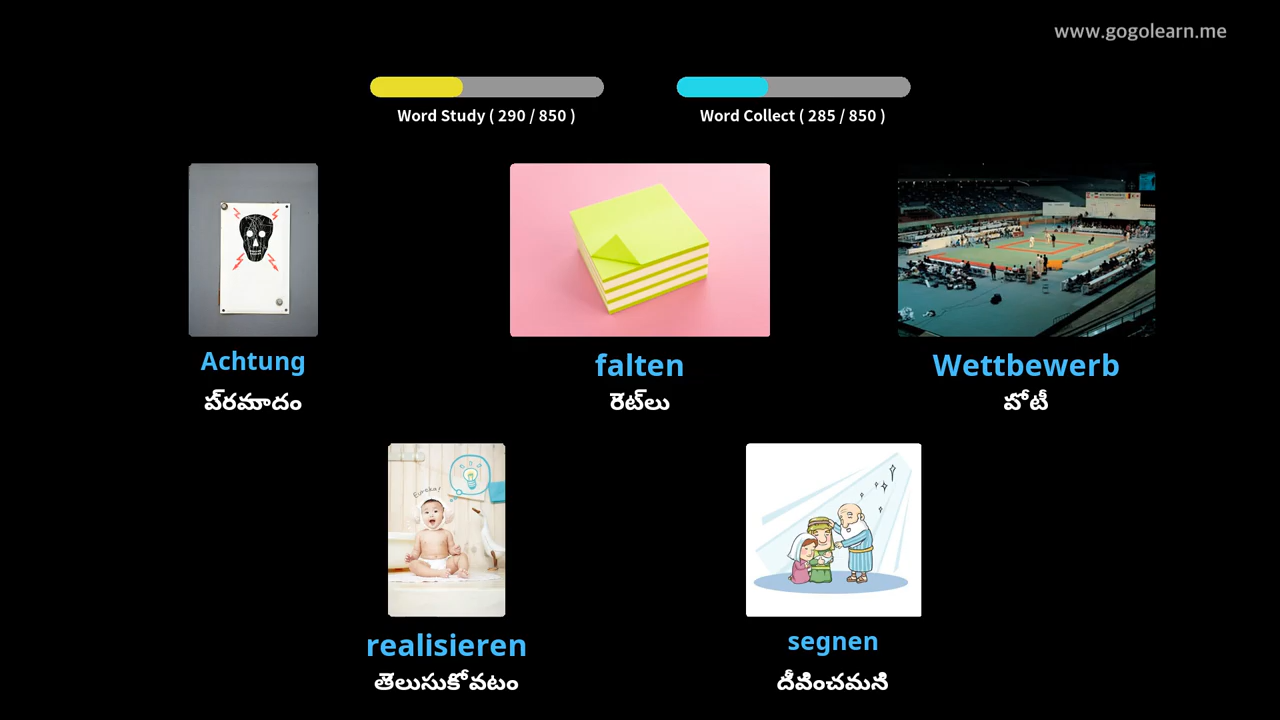 www.gogolearn.me
Word Study ( 290 / 850 )
Word Collect ( 285 / 850 )
Achtung
ప్రమాదం
falten
రెట్లు
Wettbewerb
పోటీ
Eureka!
realisieren
తెలుసుకోవటం
segnen
దీవించమని